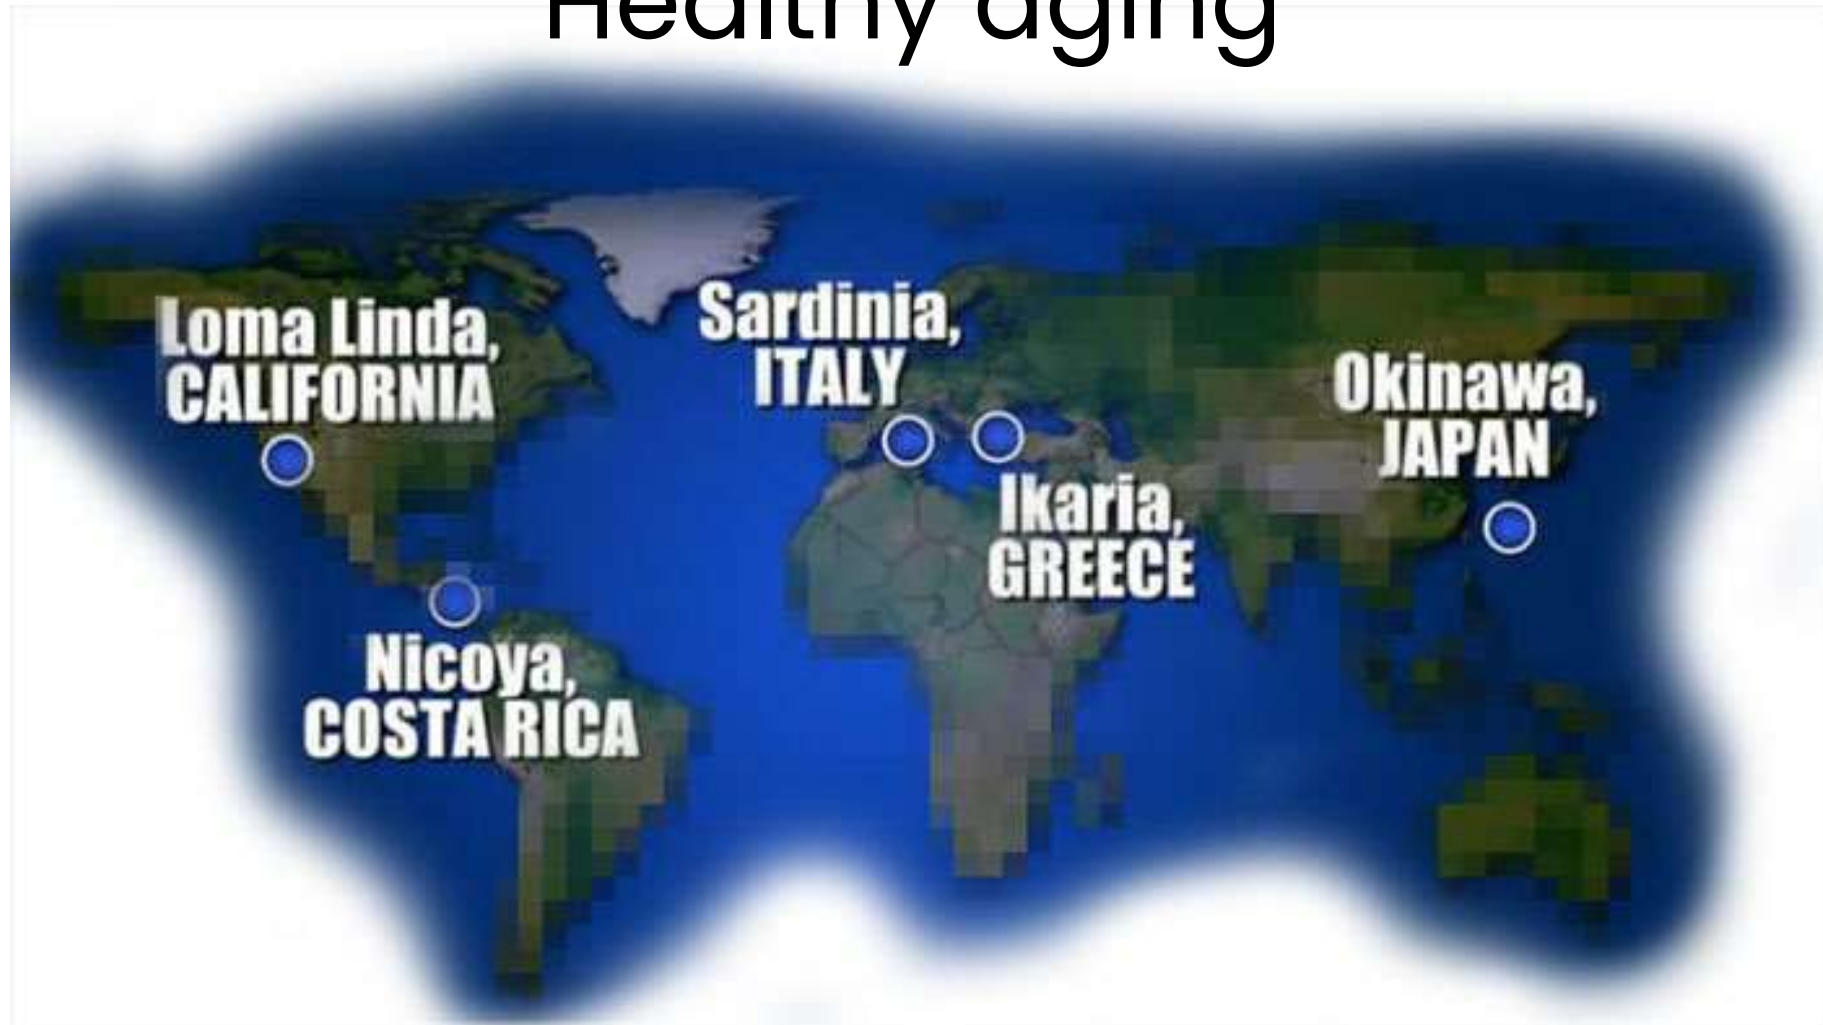 Healthy aging
Loma Linda,
CALIFORNIA
Sardinia,
ITALY
Okinawa,
JAPAN
Ikaria,
GREECE
Nicoya,
COSTA RICA